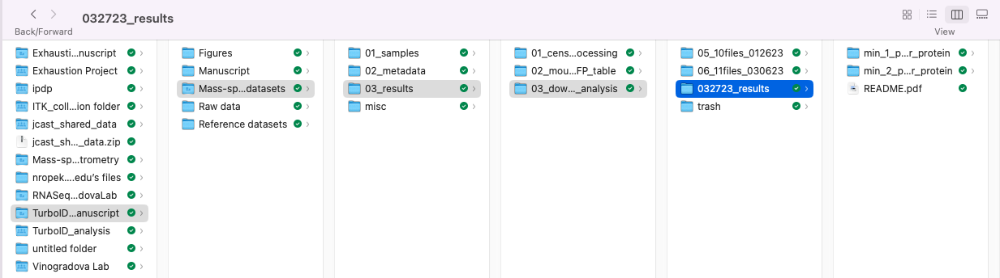 032723_results
Back/Forward
View
Exhausti...nuscript
Exhaustion Project
ipdp
ITK_coll...ion folder
jcast_shared_data
jcast_sh..._data.zip
Mass-sp...trometry
nropek....edu's files
RNASeq...dovaLab
TurboID...anuscript
TurboID_analysis
untitled folder
Vinogradova Lab
Figures
Manuscript
Mass-sp...datasets
Raw data
Reference datasets
01_samples
02_metadata
03_results
misc
01_cens...ocessing
02_mou...FP_table
03_dow..._analysis
05_10files_012623
06_11files_030623
032723_results
trash
min_1_p...r_protein
min_2_p...r_protein
README.pdf